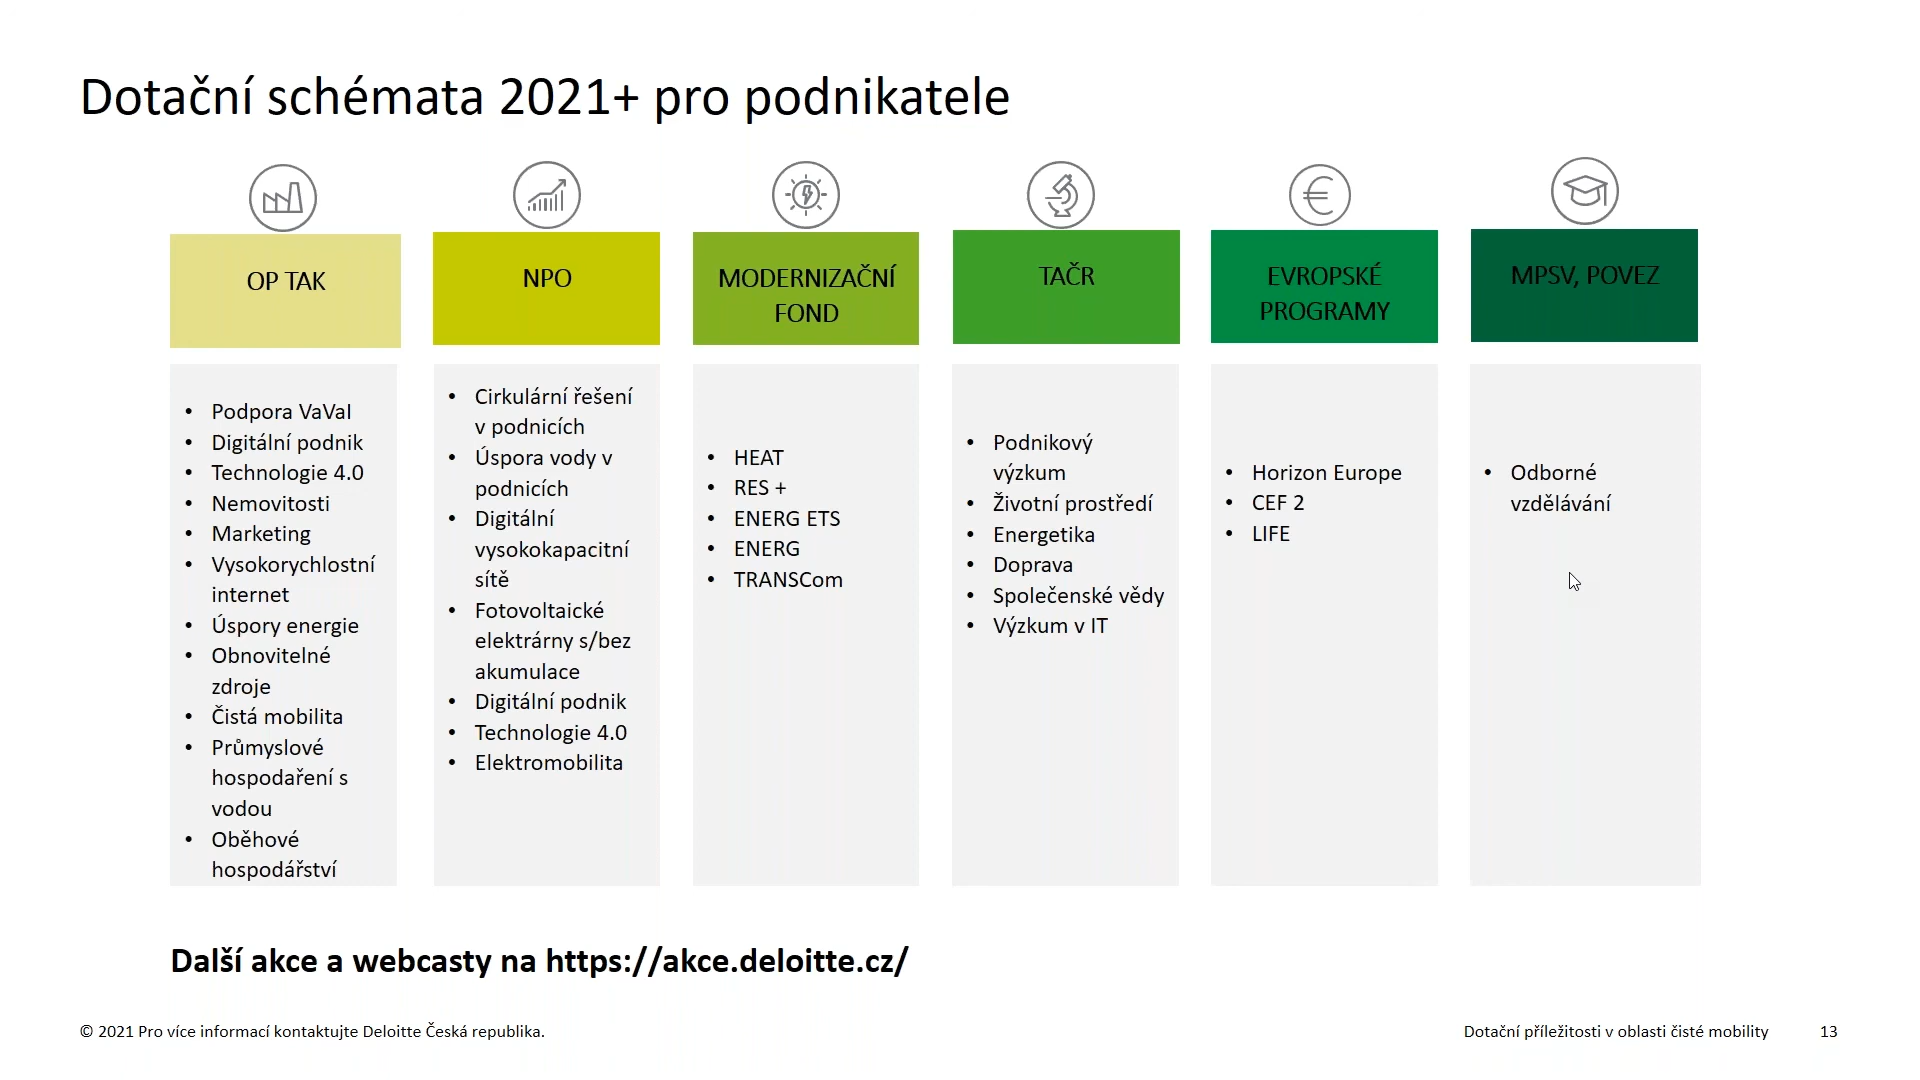 Dotační schémata 2021+ pro podnikatele
OP TAK
• Podpora VaVaI
• Digitální podnik
• Technologie 4.0
• Nemovitosti
• Marketing
• Vysokorychlostní
internet
• Úspory energie
• Obnovitelné
zdroje
• Čistá mobilita
• Průmyslové
hospodaření s
vodou
• Oběhové
hospodářství
NPO
• Cirkulární řešení
v podnicích
• Úspora vody v
podnicích
• Digitální
vysokokapacitní
sítě
• Fotovoltaické
elektrárny s/bez
akumulace
• Digitální podnik
• Technologie 4.0
• Elektromobilita
MODERNIZAČNÍ
FOND
• HEAT
• RES +
• ENERG ETS
• ENERG
• TRANSCom
TAČR
• Podnikový
výzkum
• Životní prostředí
• Energetika
• Doprava
• Společenské vědy
• Výzkum v IT
EVROPSKÉ
PROGRAMY
• Horizon Europe
• CEF 2
• LIFE
MPSV, POVEZ
• Odborné
vzdělávání
Další akce a webcasty na https://akce.deloitte.cz/
© 2021 Pro více informací kontaktujte Deloitte Česká republika.
Dotační příležitosti v oblasti čisté mobility 13